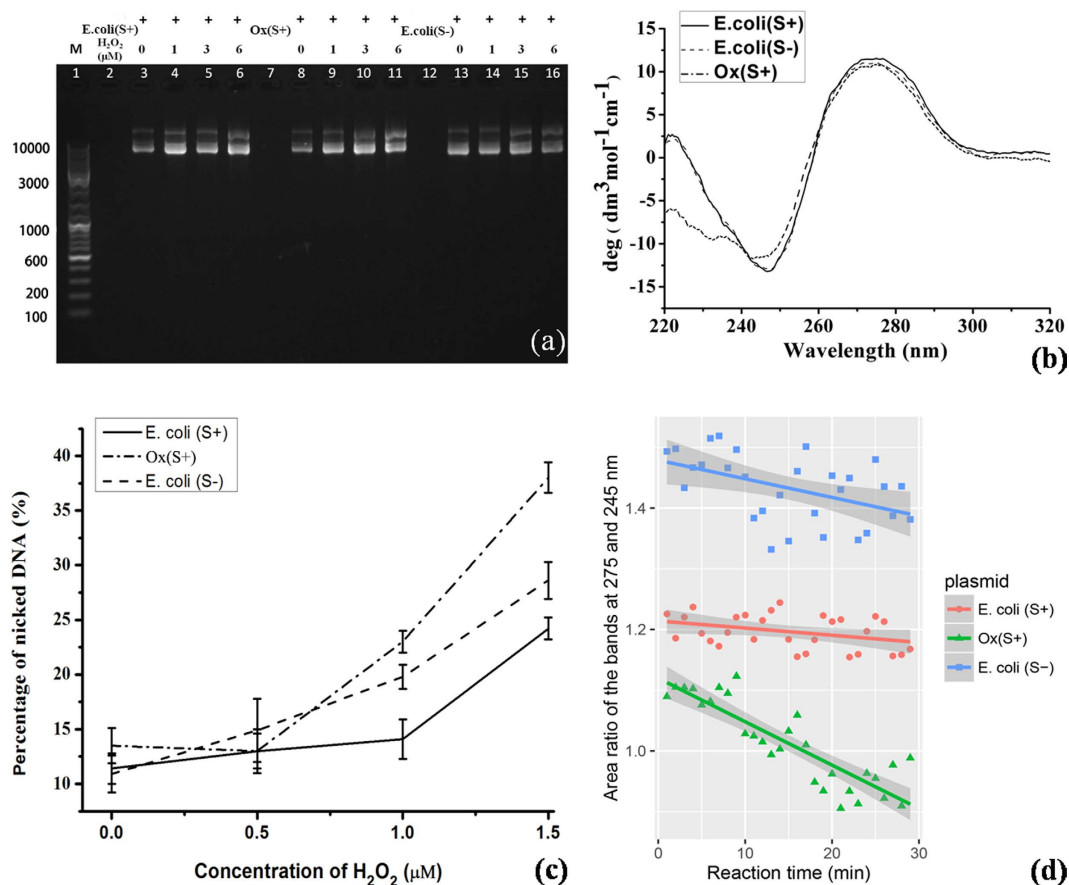 + + + + + + + + + + + +
E.coli(S+) Ox(S+) E.coli(S-)
M H₂O₂ 0 1 3 6 0 1 3 6 0 1 3 6
(μM)
1 2 3 4 5 6 7 8 9 10 11 12 13 14 15 16
10000
3000
1000
600
200
100
(a)
E.coli(S+)
E.coli(S-)
Ox(S+)
deg ( dm³mol⁻¹cm⁻¹)
15
10
5
0
-5
-10
-15
220 240 260 280 300 320
Wavelength (nm)
(b)
E. coli (S+)
Ox(S+)
E. coli (S-)
Percentage of nicked DNA (%)
40
35
30
25
20
15
10
0.0 0.5 1.0 1.5
Concentration of H₂O₂ (μM)
(c)
Area ratio of the bands at 275 and 245 nm
1.4
1.2
1.0
0 10 20 30
Reaction time (min)
plasmid
E. coli (S+)
Ox(S+)
E. coli (S−)
(d)